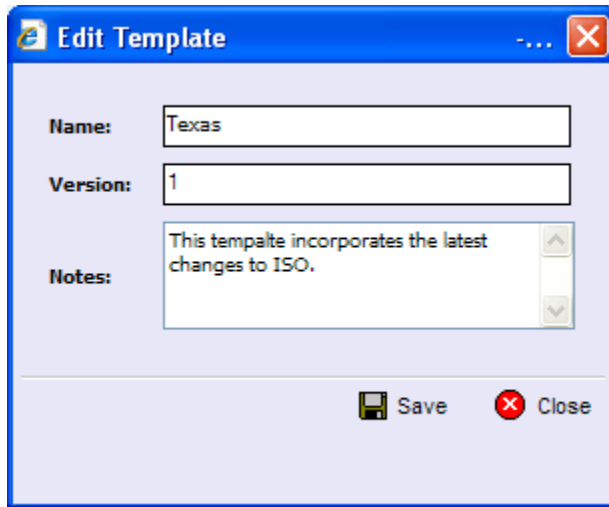 Edit Template -...
Name: Texas
Version: 1
Notes: This tempalte incorporates the latest
changes to ISO.
Save Close